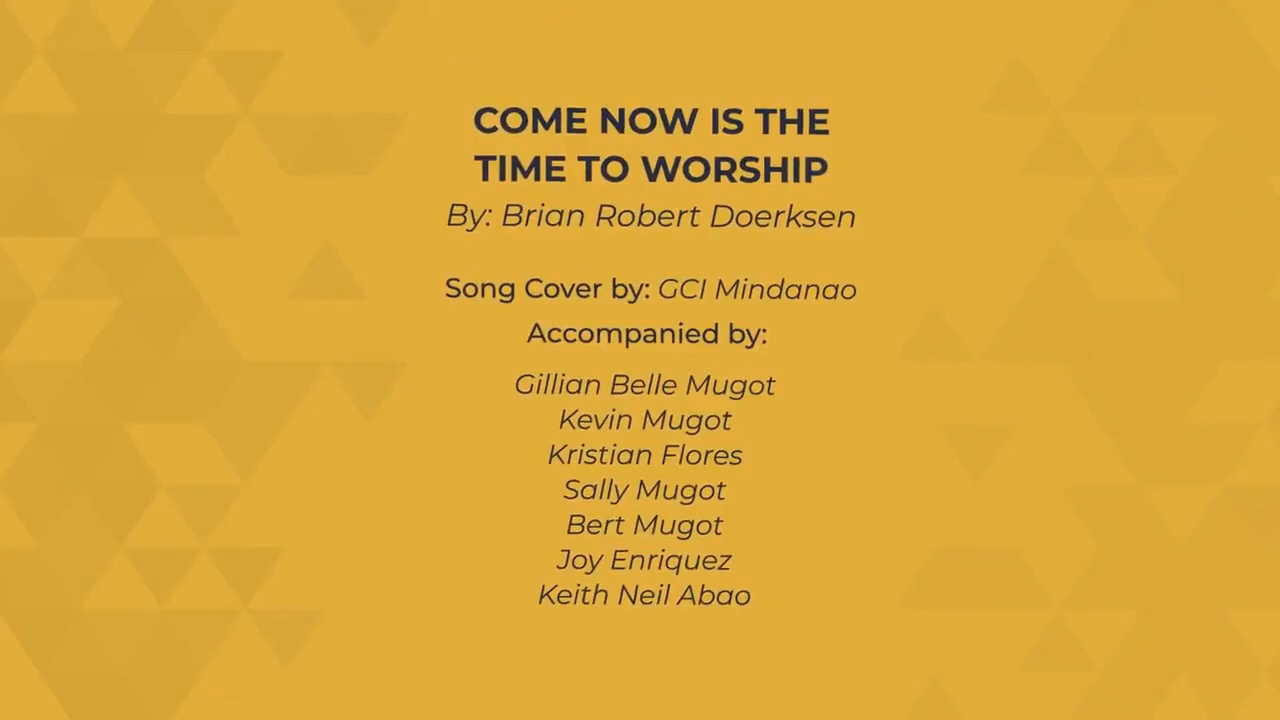 COME NOW IS THE
TIME TO WORSHIP
By: Brian Robert Doerksen
Song Cover by: GCI Mindanao
Accompanied by:
Gillian Belle Mugot
Kevin Mugot
Kristian Flores
Sally Mugot
Bert Mugot
Joy Enriquez
Keith Neil Abao